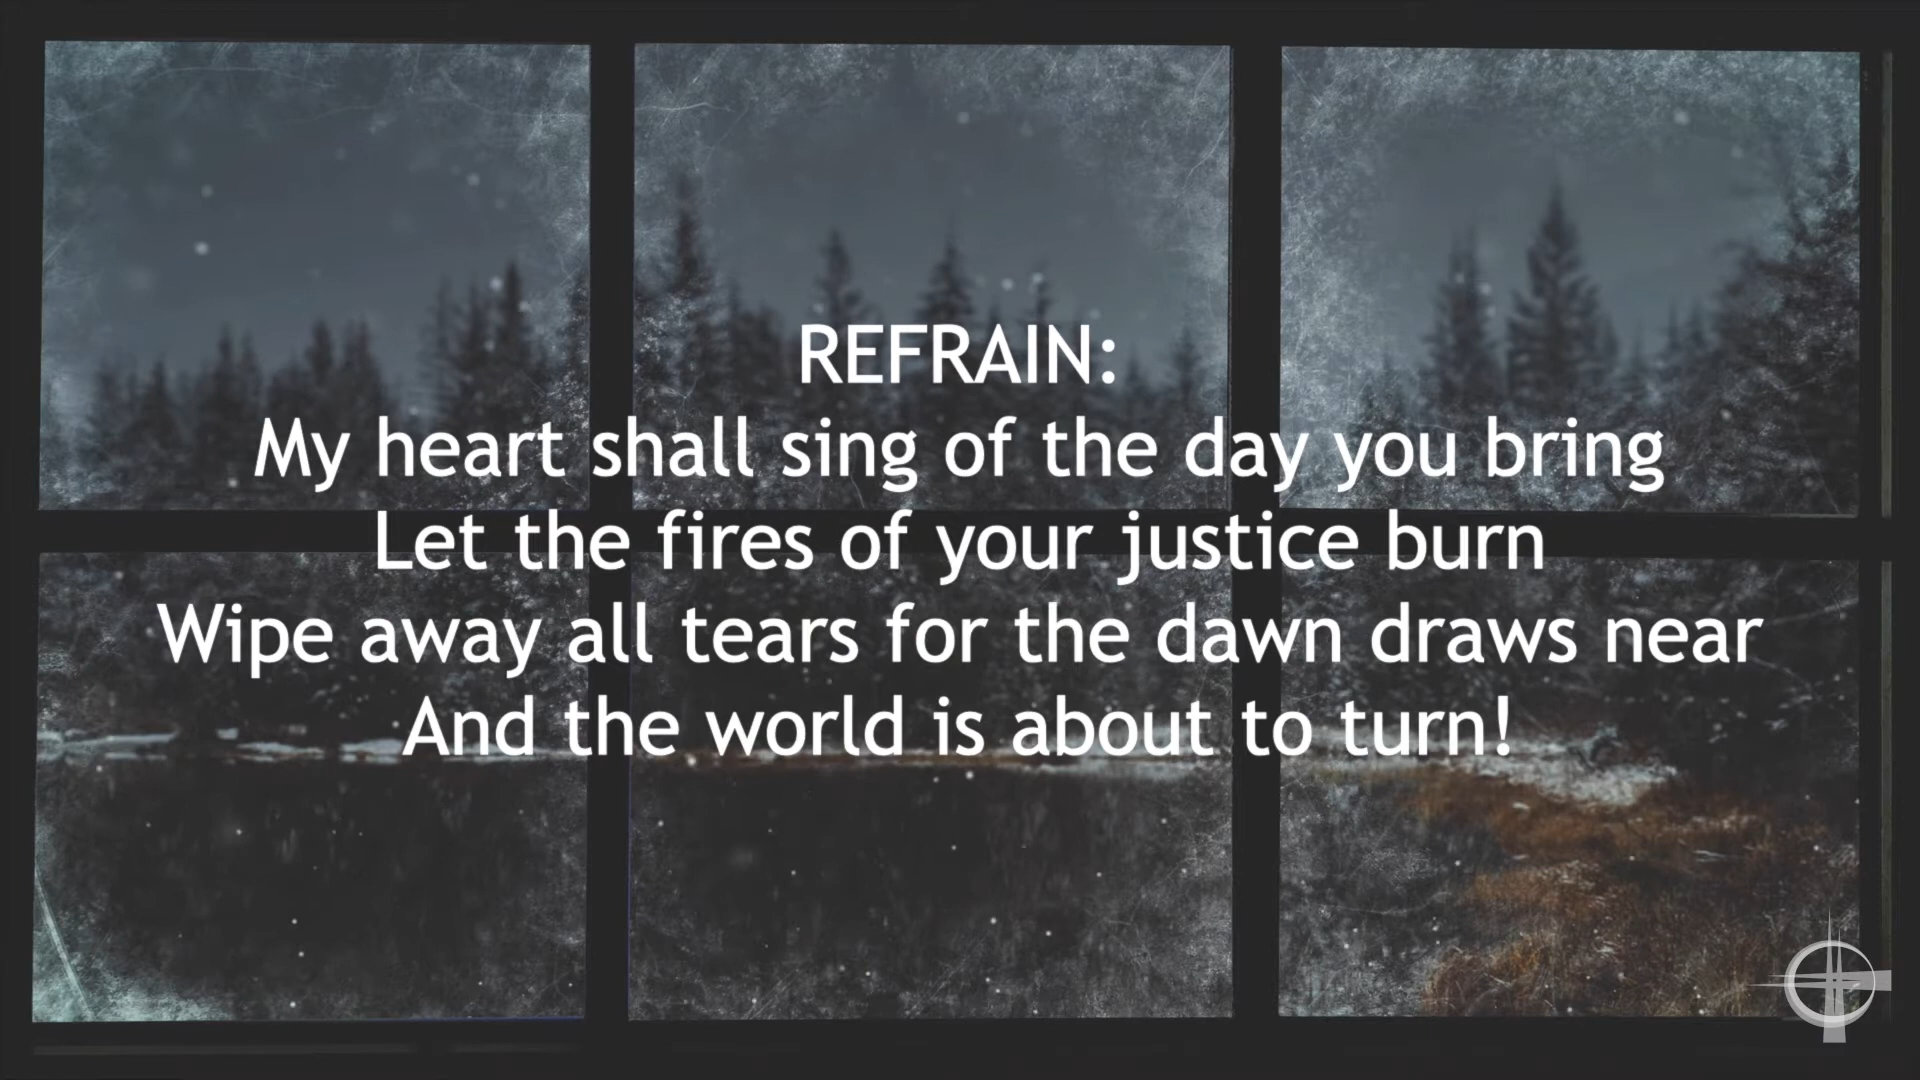 REFRAIN:
My heart shall sing of the day you bring
Let the fires of your justice burn
Wipe away all tears for the dawn draws near
And the world is about to turn!